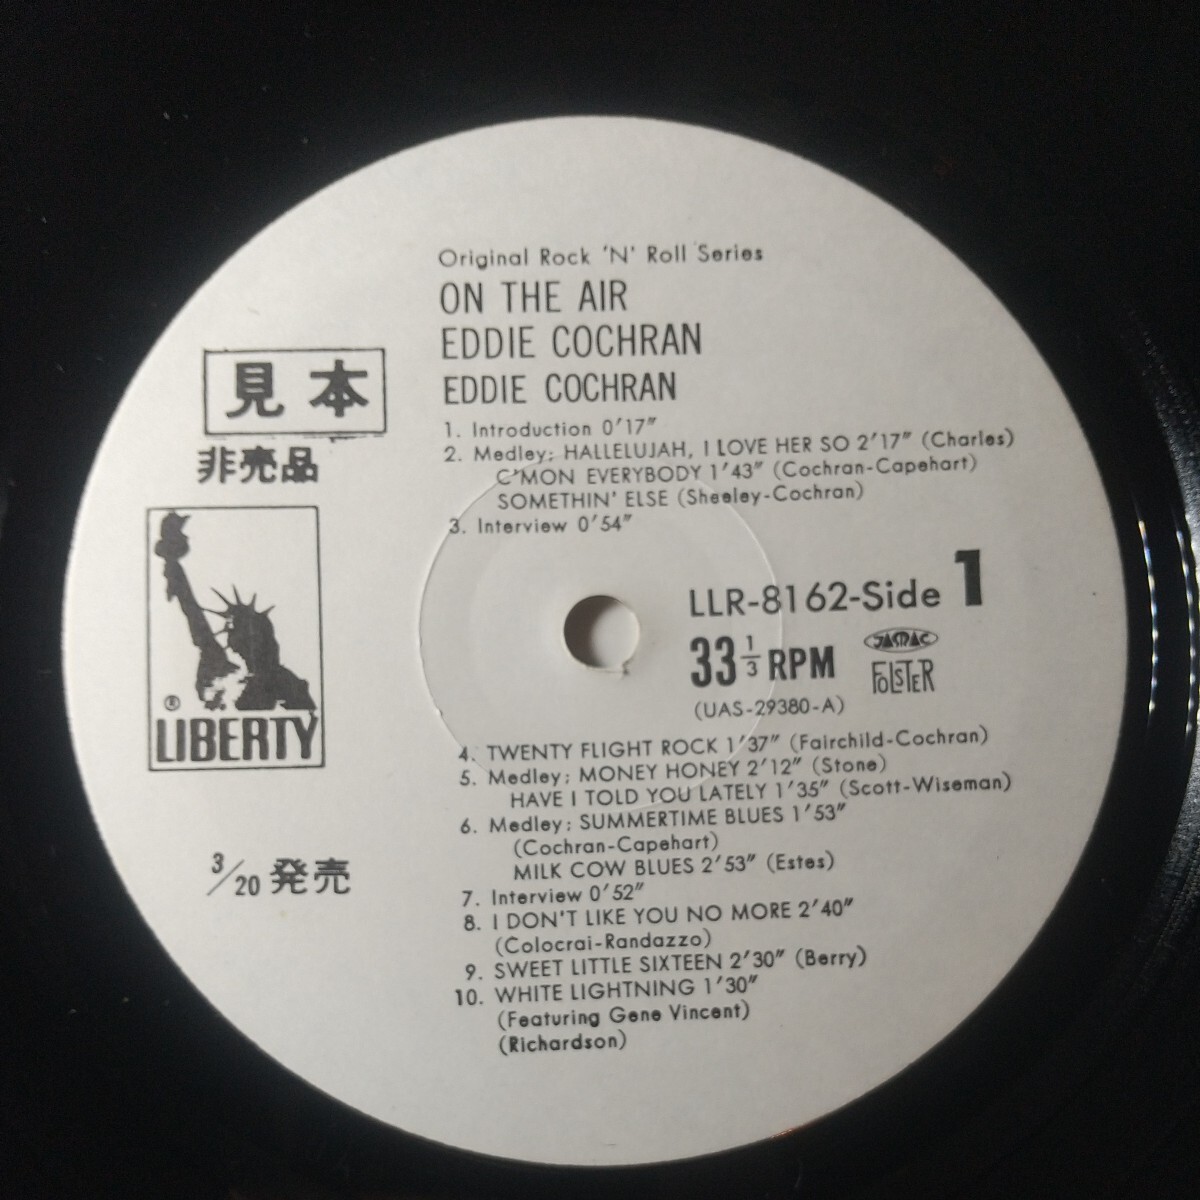 Original Rock 'N' Roll Series
ON THE AIR
EDDIE COCHRAN
EDDIE COCHRAN
見本
非売品
1. Introduction 0'17"
2. Medley; HALLELUJAH, I LOVE HER SO 2'17" (Charles)
C'MON EVERYBODY 1'43" (Cochran-Capehart)
SOMETHIN' ELSE (Sheeley-Cochran)
3. Interview 0'54"
® LIBERTY
LLR-8162-Side 1
33 1/3 RPM
JASRAC
FOLSTER
(UAS-29380-A)
4. TWENTY FLIGHT ROCK 1'37" (Fairchild-Cochran)
5. Medley; MONEY HONEY 2'12" (Stone)
HAVE I TOLD YOU LATELY 1'35" (Scott-Wiseman)
6. Medley; SUMMERTIME BLUES 1'53"
(Cochran-Capehart)
MILK COW BLUES 2'53" (Estes)
7. Interview 0'52"
8. I DON'T LIKE YOU NO MORE 2'40"
(Colocrai-Randazzo)
9. SWEET LITTLE SIXTEEN 2'30" (Berry)
10. WHITE LIGHTNING 1'30"
(Featuring Gene Vincent)
(Richardson)
3/20 発売